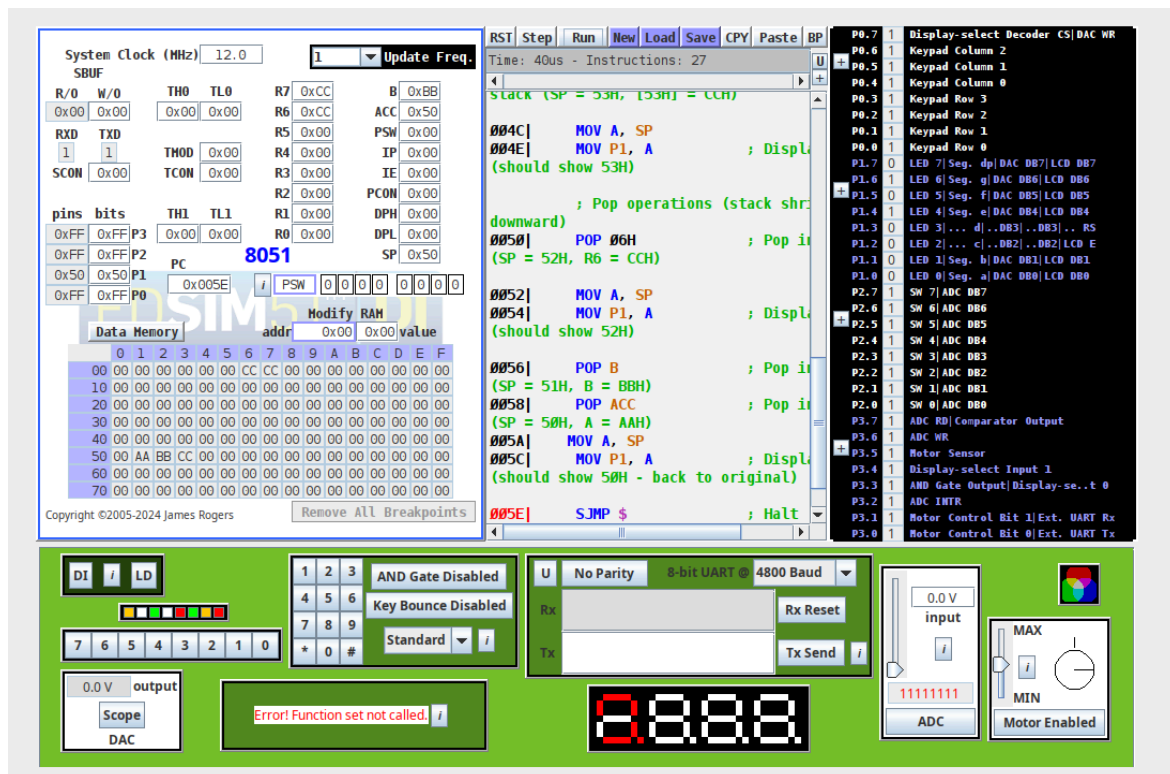 System Clock (MHz) 12.0 1 Update Freq.
SBUF
R/O W/O TH0 TL0 R7 0xCC B 0xBB
0x00 0x00 0x00 0x00 R6 0xCC ACC 0x50
RXD TXD R5 0x00 PSW 0x00
1 1 TMOD 0x00 R4 0x00 IP 0x00
SCON 0x00 TCON 0x00 R3 0x00 IE 0x00
R2 0x00 PCON 0x00
pins bits TH1 TL1 R1 0x00 DPH 0x00
0xFF 0xFF P3 0x00 0x00 R0 0x00 DPL 0x00
0xFF 0xFF P2 PC 8051 SP 0x50
0x50 0x50 P1 0x005E i PSW 0 0 0 0 0 0 0 0
0xFF 0xFF P0
Modify RAM
Data Memory addr 0x00 0x00 value
0 1 2 3 4 5 6 7 8 9 A B C D E F
00 00 00 00 00 00 00 CC CC 00 00 00 00 00 00 00 00
10 00 00 00 00 00 00 00 00 00 00 00 00 00 00 00 00
20 00 00 00 00 00 00 00 00 00 00 00 00 00 00 00 00
30 00 00 00 00 00 00 00 00 00 00 00 00 00 00 00 00
40 00 00 00 00 00 00 00 00 00 00 00 00 00 00 00 00
50 00 AA BB CC 00 00 00 00 00 00 00 00 00 00 00 00
60 00 00 00 00 00 00 00 00 00 00 00 00 00 00 00 00
70 00 00 00 00 00 00 00 00 00 00 00 00 00 00 00 00
Copyright ©2005-2024 James Rogers Remove All Breakpoints
RST Step Run New Load Save CPY Paste BP
Time: 40us - Instructions: 27 U
+
stack (SP = 53H, [53H] = CCH)
004C| MOV A, SP
004E| MOV P1, A ; Displ
(should show 53H)
; Pop operations (stack shri
downward)
0050| POP 06H ; Pop i
(SP = 52H, R6 = CCH)
0052| MOV A, SP
0054| MOV P1, A ; Displ
(should show 52H)
0056| POP B ; Pop i
(SP = 51H, B = BBH)
0058| POP ACC ; Pop i
(SP = 50H, A = AAH)
005A| MOV A, SP
005C| MOV P1, A ; Displ
(should show 50H - back to original)
005E| SJMP $ ; Halt
P0.7 1 Display-select Decoder CS|DAC WR
P0.6 1 Keypad Column 2
+ P0.5 1 Keypad Column 1
P0.4 1 Keypad Column 0
P0.3 1 Keypad Row 3
P0.2 1 Keypad Row 2
P0.1 1 Keypad Row 1
P0.0 1 Keypad Row 0
P1.7 0 LED 7|Seg. dp|DAC DB7|LCD DB7
P1.6 1 LED 6|Seg. g|DAC DB6|LCD DB6
+ P1.5 0 LED 5|Seg. f|DAC DB5|LCD DB5
P1.4 1 LED 4|Seg. e|DAC DB4|LCD DB4
P1.3 0 LED 3|... d|..DB3|..DB3|.. RS
P1.2 0 LED 2|... c|..DB2|..DB2|LCD E
P1.1 0 LED 1|Seg. b|DAC DB1|LCD DB1
P1.0 0 LED 0|Seg. a|DAC DB0|LCD DB0
P2.7 1 SW 7|ADC DB7
P2.6 1 SW 6|ADC DB6
+ P2.5 1 SW 5|ADC DB5
P2.4 1 SW 4|ADC DB4
P2.3 1 SW 3|ADC DB3
P2.2 1 SW 2|ADC DB2
P2.1 1 SW 1|ADC DB1
P2.0 1 SW 0|ADC DB0
P3.7 1 ADC RD|Comparator Output
P3.6 1 ADC WR
+ P3.5 1 Motor Sensor
P3.4 1 Display-select Input 1
P3.3 1 AND Gate Output|Display-se..t 0
P3.2 1 ADC INTR
P3.1 1 Motor Control Bit 1|Ext. UART Rx
P3.0 1 Motor Control Bit 0|Ext. UART Tx
DI i LD
7 6 5 4 3 2 1 0
0.0 V output
Scope
DAC
1 2 3 AND Gate Disabled
4 5 6 Key Bounce Disabled
7 8 9 Standard i
* 0 #
Error! Function set not called. i
U No Parity 8-bit UART @ 4800 Baud
Rx Rx Reset
Tx Tx Send i
8.8.8.8.
0.0 V
input
i
11111111
ADC
MAX
i
MIN
Motor Enabled